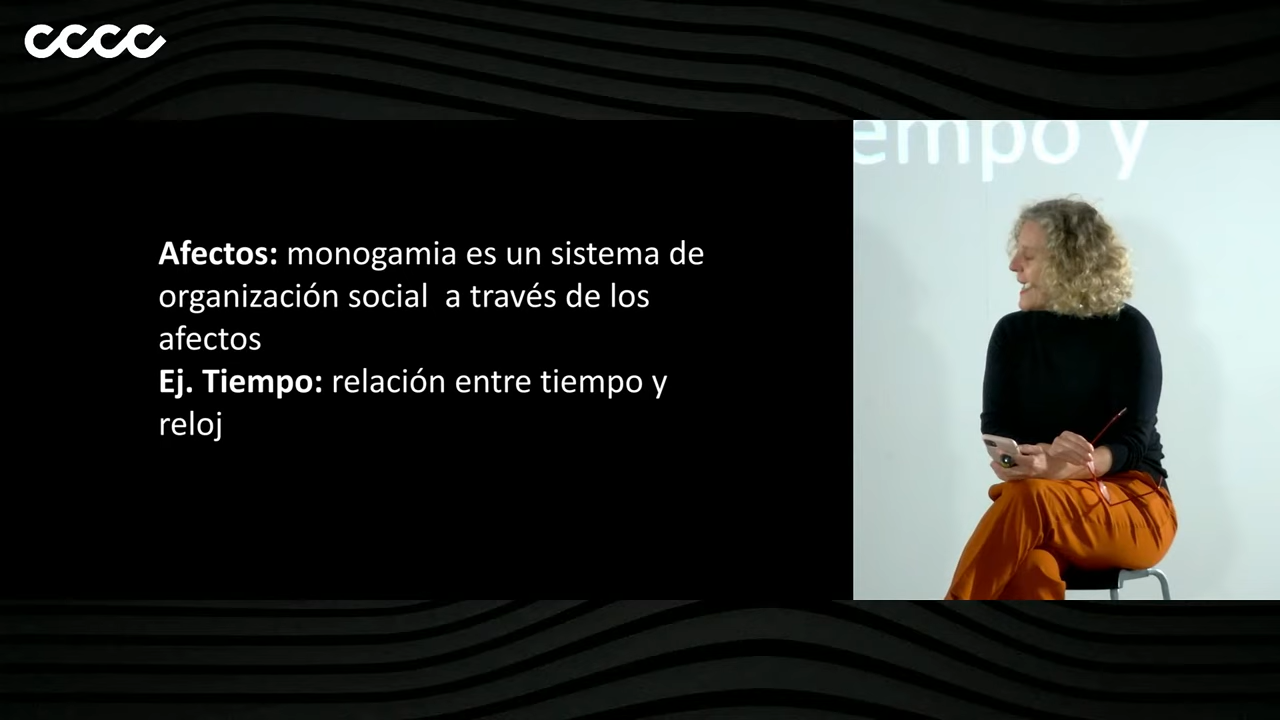 cccc
empo y
Afectos: monogamia es un sistema de
organización social a través de los
afectos
Ej. Tiempo: relación entre tiempo y
reloj